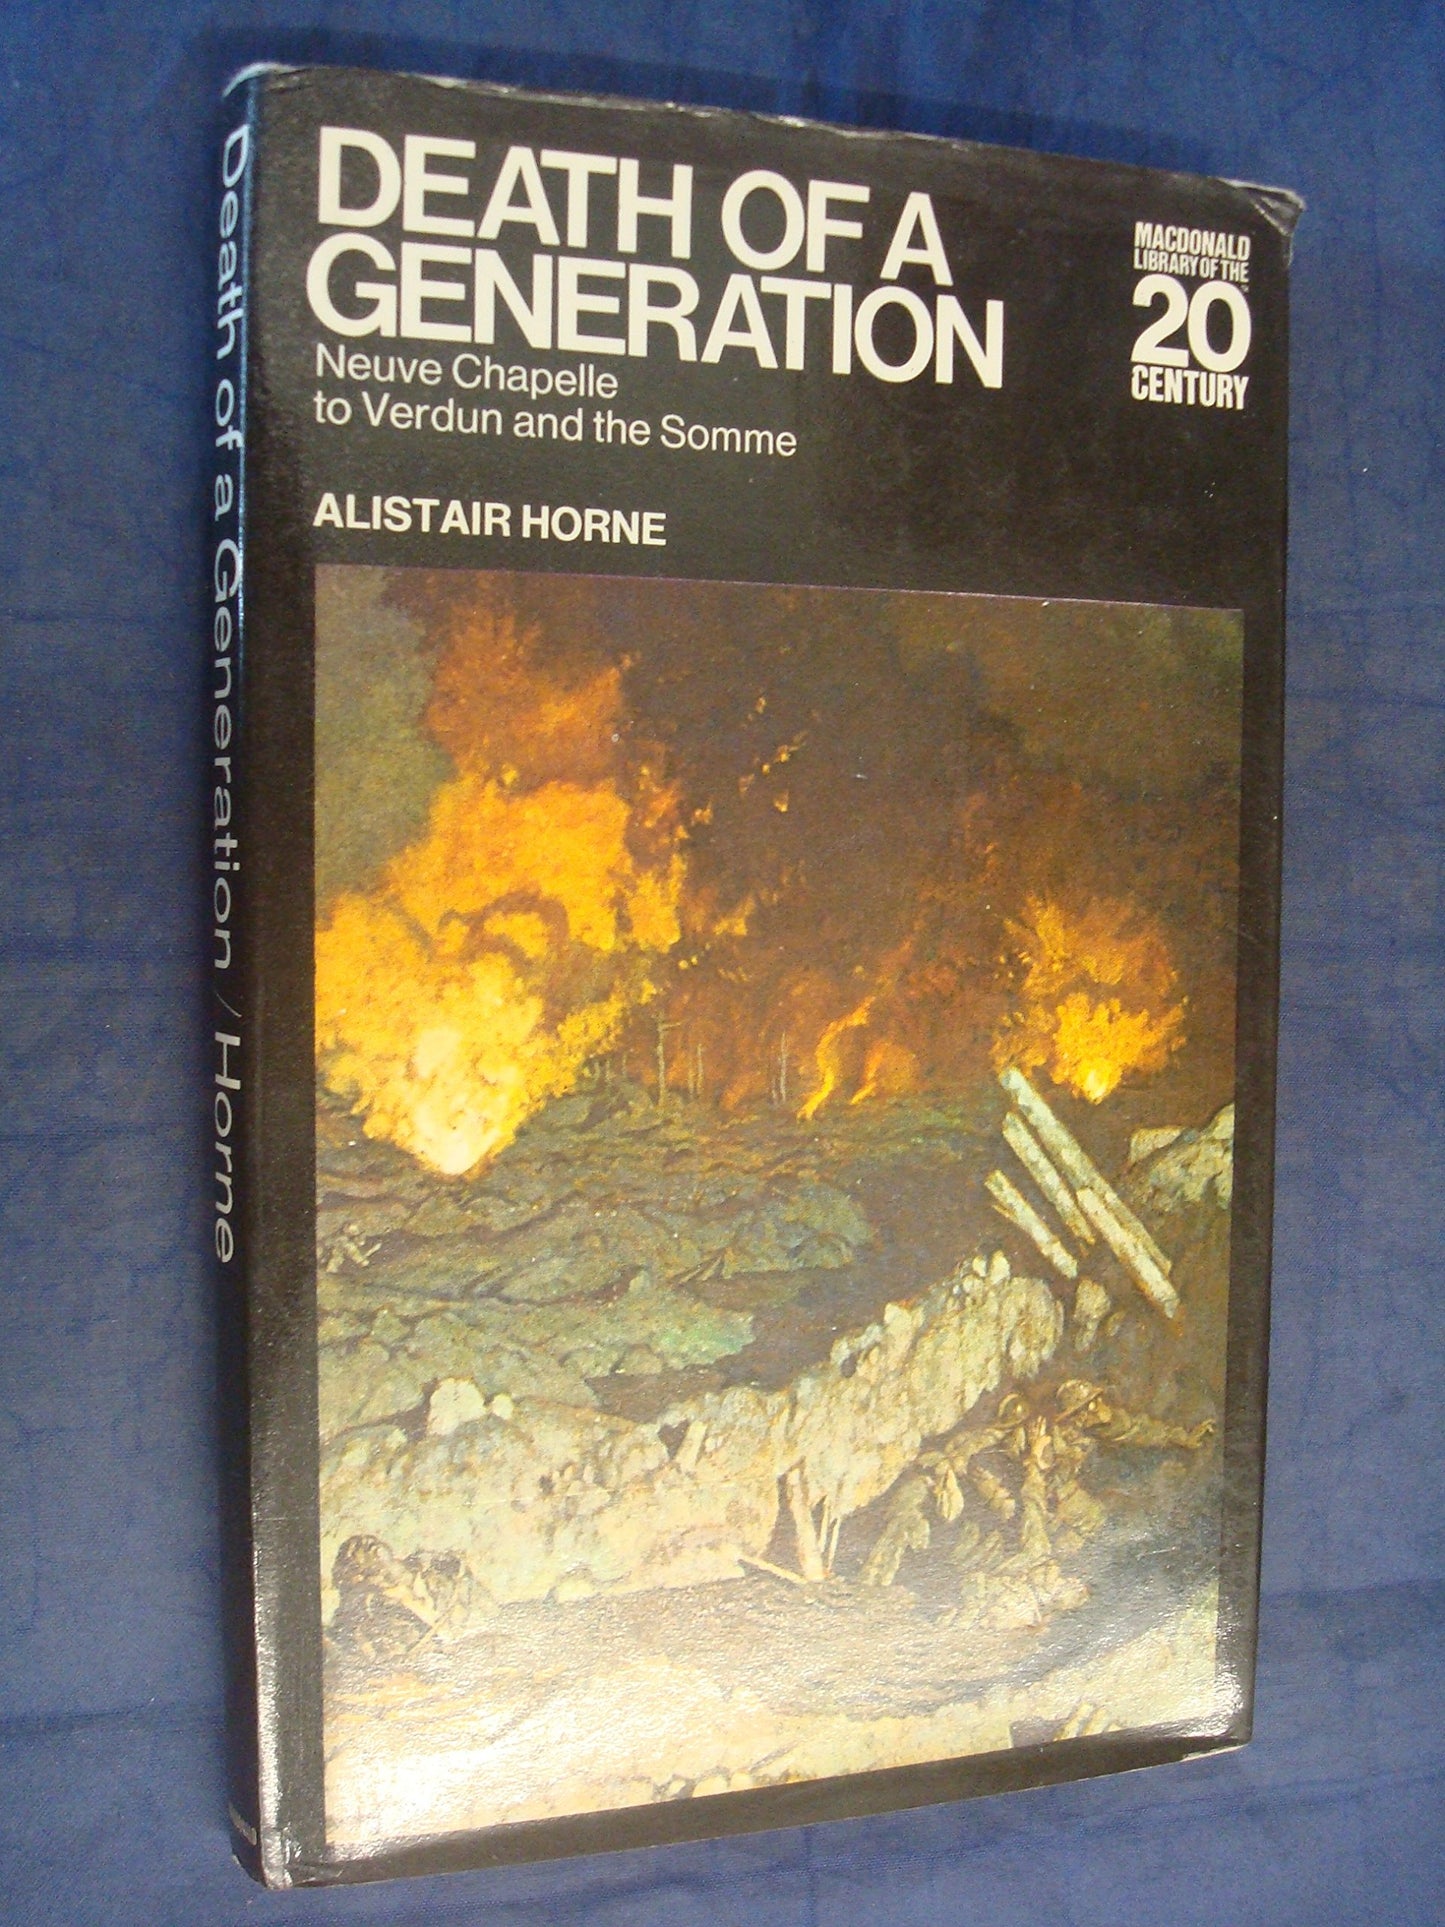 DEATH OF A
GENERATION
Neuve Chapelle
to Verdun and the Somme
ALISTAIR HORNE
MACDONALD
LIBRARY OF THE
20
CENTURY
Death of a Generation / Horne